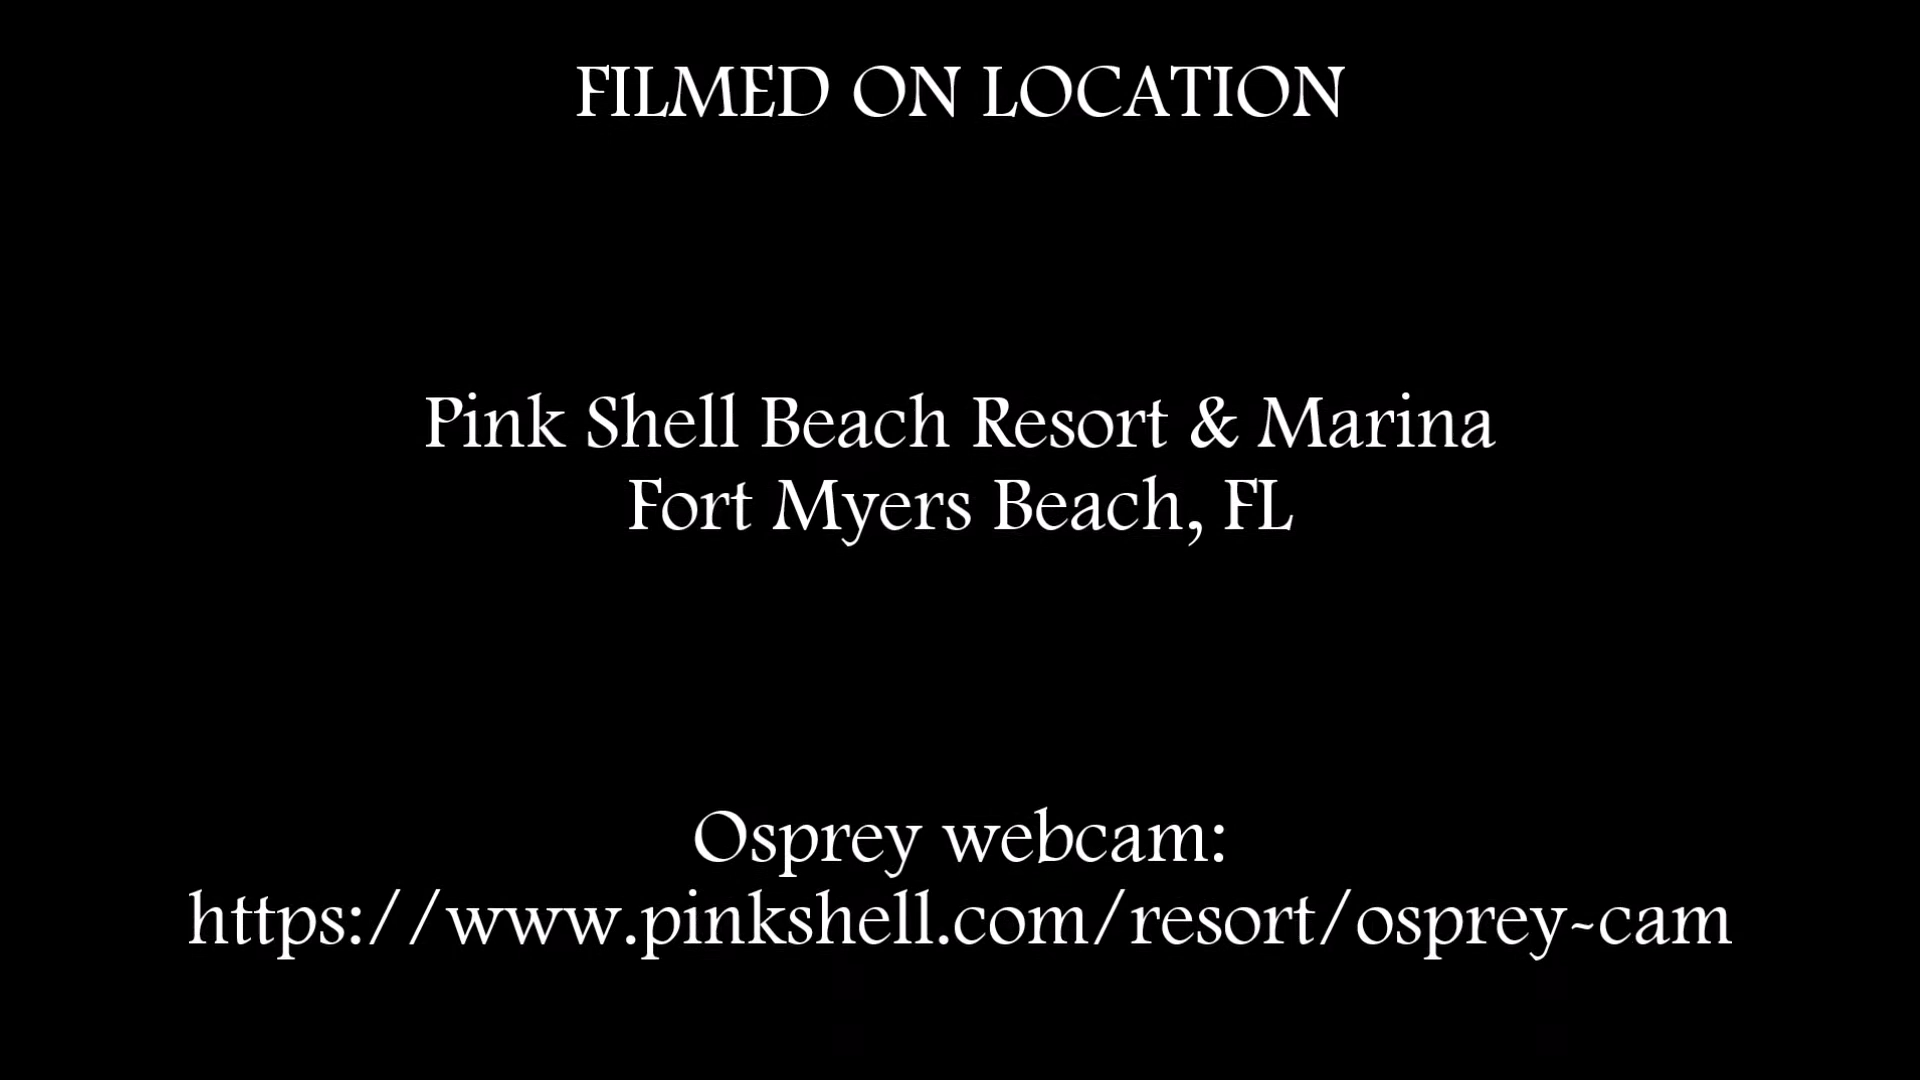 FILMED ON LOCATION
Pink Shell Beach Resort & Marina
Fort Myers Beach, FL
Osprey webcam:
https://www.pinkshell.com/resort/osprey-cam